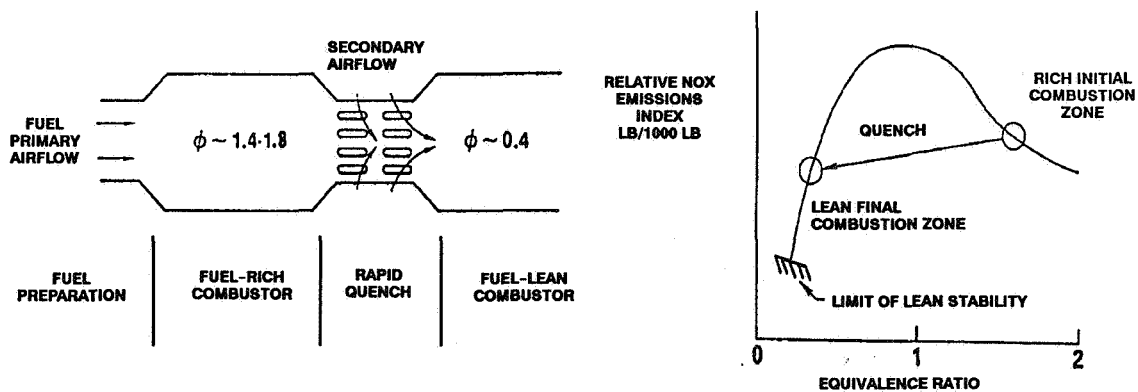 SECONDARY
AIRFLOW
FUEL
PRIMARY
AIRFLOW
ϕ ~ 1.4-1.8
ϕ ~ 0.4
FUEL
PREPARATION
FUEL-RICH
COMBUSTOR
RAPID
QUENCH
FUEL-LEAN
COMBUSTOR
RELATIVE NOX
EMISSIONS
INDEX
LB/1000 LB
RICH INITIAL
COMBUSTION
ZONE
QUENCH
LEAN FINAL
COMBUSTION ZONE
LIMIT OF LEAN STABILITY
0
1
2
EQUIVALENCE RATIO